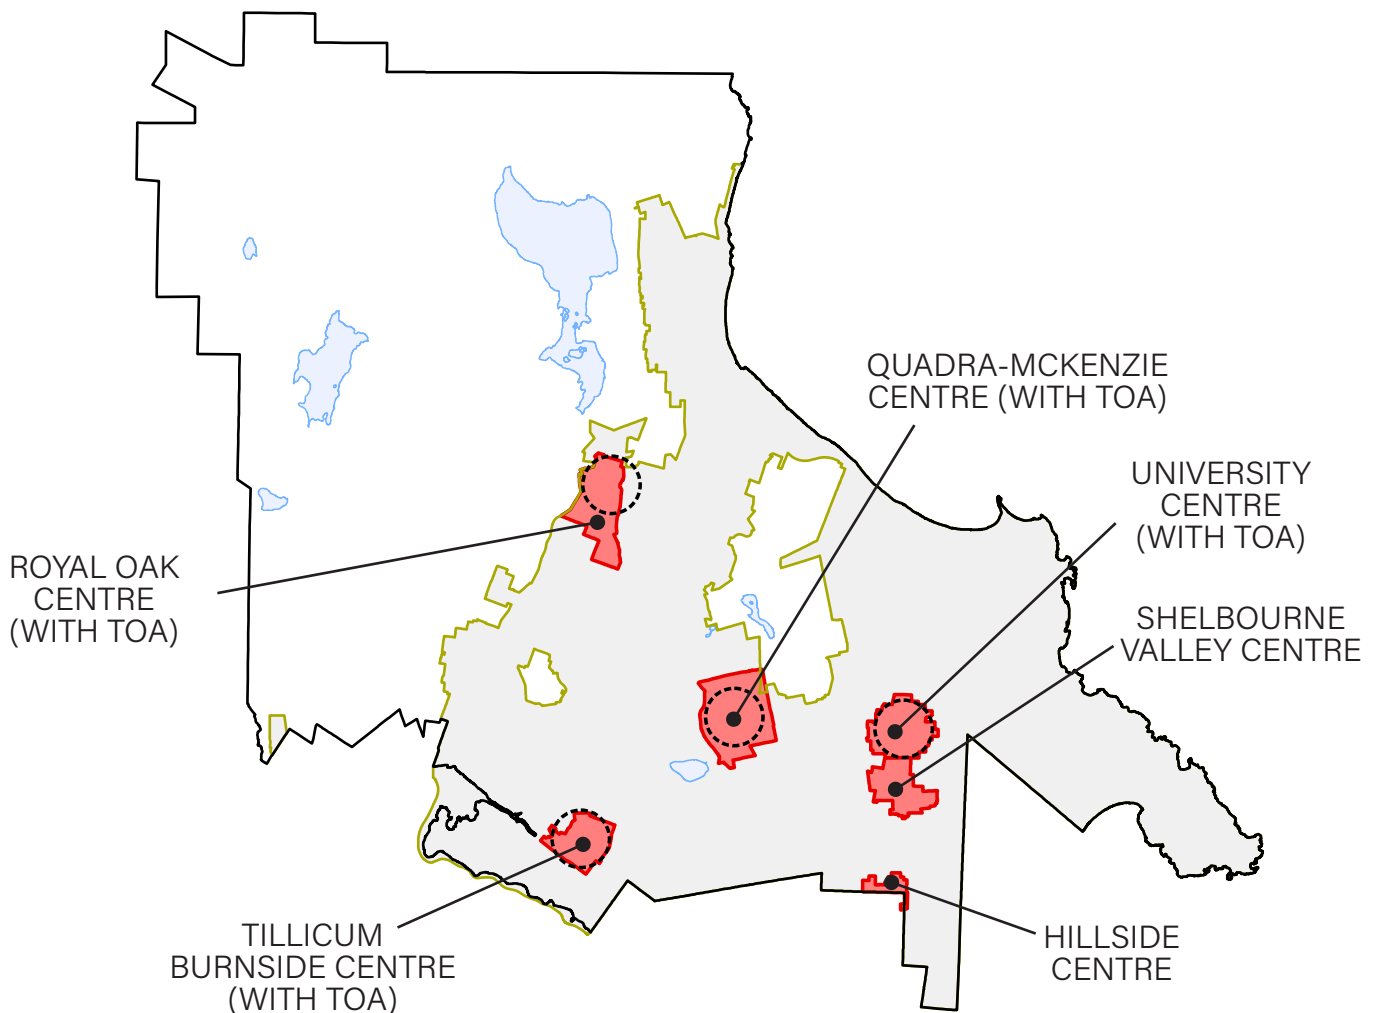 QUADRA-MCKENZIE
CENTRE (WITH TOA)
UNIVERSITY
CENTRE
(WITH TOA)
ROYAL OAK
CENTRE
(WITH TOA)
SHELBOURNE
VALLEY CENTRE
TILLICUM
BURNSIDE CENTRE
(WITH TOA)
HILLSIDE
CENTRE